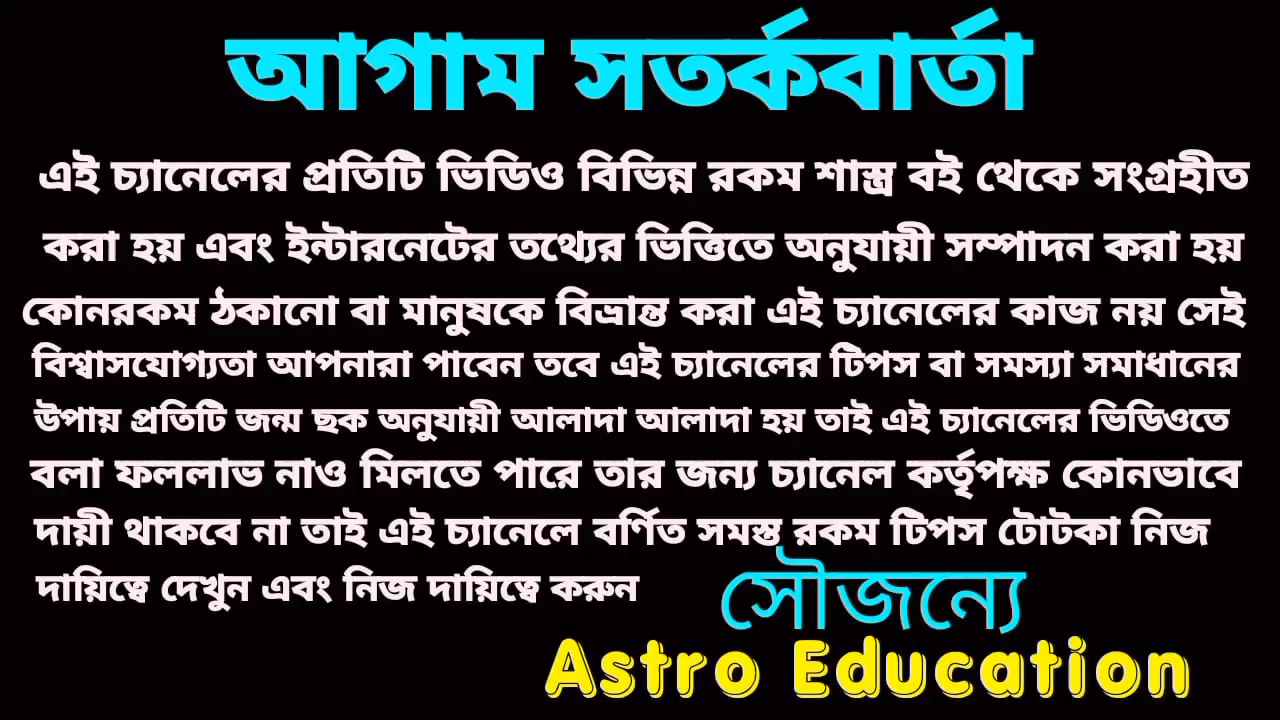 আগাম সতর্কবার্তা
এই চ্যানেলের প্রতিটি ভিডিও বিভিন্ন রকম শাস্ত্র বই থেকে সংগ্রহীত
করা হয় এবং ইন্টারনেটের তথ্যের ভিত্তিতে অনুযায়ী সম্পাদন করা হয়
কোনরকম ঠকানো বা মানুষকে বিভ্রান্ত করা এই চ্যানেলের কাজ নয় সেই
বিশ্বাসযোগ্যতা আপনারা পাবেন তবে এই চ্যানেলের টিপস বা সমস্যা সমাধানের
উপায় প্রতিটি জন্ম ছক অনুযায়ী আলাদা আলাদা হয় তাই এই চ্যানেলের ভিডিওতে
বলা ফললাভ নাও মিলতে পারে তার জন্য চ্যানেল কর্তৃপক্ষ কোনভাবে
দায়ী থাকবে না তাই এই চ্যানেলে বর্ণিত সমস্ত রকম টিপস টোটকা নিজ
দায়িত্বে দেখুন এবং নিজ দায়িত্বে করুন
সৌজন্যে
Astro Education